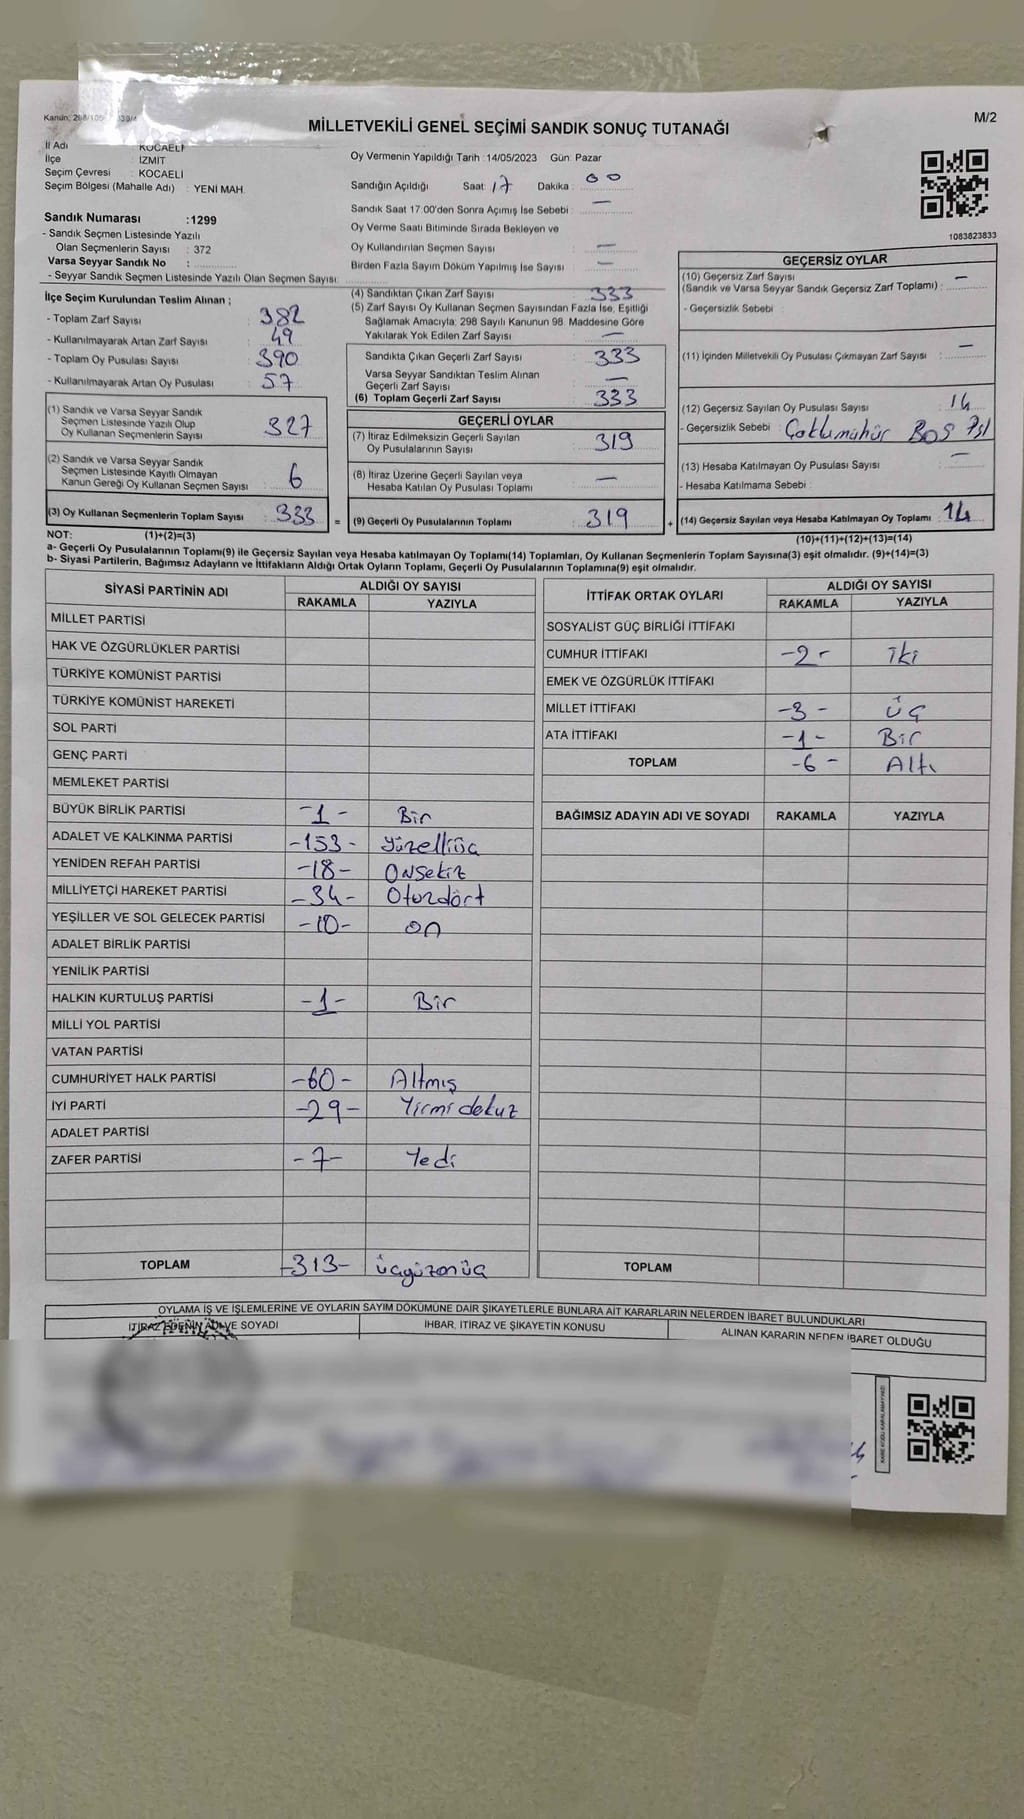 MİLLETVEKİLİ GENEL SEÇİMİ SANDIK SONUÇ TUTANAĞI
M/2
İl Adı : KOCAELİ
İlçe : İZMİT
Seçim Çevresi : KOCAELİ
Seçim Bölgesi (Mahalle Adı) : YENİ MAH.
Sandık Numarası :1299
- Sandık Seçmen Listesinde Yazılı
Olan Seçmenlerin Sayısı : 372
Varsa Seyyar Sandık No :
- Seyyar Sandık Seçmen Listesinde Yazılı Olan Seçmen Sayısı:
Oy Vermenin Yapıldığı Tarih : 14/05/2023 Gün: Pazar
Sandığın Açıldığı Saat: 17 Dakika : 00
Sandık Saat 17:00'den Sonra Açımış İse Sebebi : —
Oy Verme Saati Bitiminde Sırada Bekleyen ve
Oy Kullandırılan Seçmen Sayısı : —
Birden Fazla Sayım Döküm Yapılmış İse Sayısı : —
1083823833
İlçe Seçim Kurulundan Teslim Alınan ;
- Toplam Zarf Sayısı : 382
- Kullanılmayarak Artan Zarf Sayısı : 49
- Toplam Oy Pusulası Sayısı : 390
- Kullanılmayarak Artan Oy Pusulası : 57
(1) Sandık ve Varsa Seyyar Sandık
Seçmen Listesinde Yazılı Olup
Oy Kullanan Seçmenlerin Sayısı : 327
(2) Sandık ve Varsa Seyyar Sandık
Seçmen Listesinde Kayıtlı Olmayan
Kanun Gereği Oy Kullanan Seçmen Sayısı : 6
(3) Oy Kullanan Seçmenlerin Toplam Sayısı : 333
(4) Sandıktan Çıkan Zarf Sayısı : 333
(5) Zarf Sayısı Oy Kullanan Seçmen Sayısından Fazla İse, Eşitliği
Sağlamak Amacıyla; 298 Sayılı Kanunun 98. Maddesine Göre
Yakılarak Yok Edilen Zarf Sayısı : —
Sandıkta Çıkan Geçerli Zarf Sayısı : 333
Varsa Seyyar Sandıktan Teslim Alınan
Geçerli Zarf Sayısı : —
(6) Toplam Geçerli Zarf Sayısı : 333
GEÇERLİ OYLAR
(7) İtiraz Edilmeksizin Geçerli Sayılan
Oy Pusulalarının Sayısı : 319
(8) İtiraz Üzerine Geçerli Sayılan veya
Hesaba Katılan Oy Pusulası Toplamı : —
= (9) Geçerli Oy Pusulalarının Toplamı : 319
GEÇERSİZ OYLAR
(10) Geçersiz Zarf Sayısı
(Sandık ve Varsa Seyyar Sandık Geçersiz Zarf Toplamı) : —
- Geçersizlik Sebebi :
(11) İçinden Milletvekili Oy Pusulası Çıkmayan Zarf Sayısı : —
(12) Geçersiz Sayılan Oy Pusulası Sayısı : 14
- Geçersizlik Sebebi : Çoklumühür Boş
(13) Hesaba Katılmayan Oy Pusulası Sayısı : —
- Hesaba Katılmama Sebebi :
+ (14) Geçersiz Sayılan veya Hesaba Katılmayan Oy Toplamı : 14
NOT: (1)+(2)=(3)
(10)+(11)+(12)+(13)=(14)
a- Geçerli Oy Pusulalarının Toplamı(9) ile Geçersiz Sayılan veya Hesaba katılmayan Oy Toplamı(14) Toplamları, Oy Kullanan Seçmenlerin Toplam Sayısına(3) eşit olmalıdır. (9)+(14)=(3)
b- Siyasi Partilerin, Bağımsız Adayların ve İttifakların Aldığı Ortak Oyların Toplamı, Geçerli Oy Pusulalarının Toplamına(9) eşit olmalıdır.
SİYASİ PARTİNİN ADI ALDIĞI OY SAYISI
RAKAMLA YAZIYLA
MİLLET PARTİSİ
HAK VE ÖZGÜRLÜKLER PARTİSİ
TÜRKİYE KOMÜNİST PARTİSİ
TÜRKİYE KOMÜNİST HAREKETİ
SOL PARTİ
GENÇ PARTİ
MEMLEKET PARTİSİ
BÜYÜK BİRLİK PARTİSİ -1- Bir
ADALET VE KALKINMA PARTİSİ -153- Yüzelliüç
YENİDEN REFAH PARTİSİ -18- Onsekiz
MİLLİYETÇİ HAREKET PARTİSİ -34- Otuzdört
YEŞİLLER VE SOL GELECEK PARTİSİ -10- on
ADALET BİRLİK PARTİSİ
YENİLİK PARTİSİ
HALKIN KURTULUŞ PARTİSİ -1- Bir
MİLLİ YOL PARTİSİ
VATAN PARTİSİ
CUMHURİYET HALK PARTİSİ -60- Altmış
İYİ PARTİ -29- Yirmi dokuz
ADALET PARTİSİ
ZAFER PARTİSİ -7- Yedi
TOPLAM -313- üçyüzonüç
İTTİFAK ORTAK OYLARI ALDIĞI OY SAYISI
RAKAMLA YAZIYLA
SOSYALİST GÜÇ BİRLİĞİ İTTİFAKI
CUMHUR İTTİFAKI -2- iki
EMEK VE ÖZGÜRLÜK İTTİFAKI
MİLLET İTTİFAKI -3- üç
ATA İTTİFAKI -1- Bir
TOPLAM -6- Altı
BAĞIMSIZ ADAYIN ADI VE SOYADI RAKAMLA YAZIYLA
TOPLAM
OYLAMA İŞ VE İŞLEMLERİNE VE OYLARIN SAYIM DÖKÜMÜNE DAİR ŞİKAYETLERLE BUNLARA AİT KARARLARIN NELERDEN İBARET BULUNDUKLARI
İTİRAZ EDENİN ADI VE SOYADI İHBAR, İTİRAZ VE ŞİKAYETİN KONUSU ALINAN KARARIN NEDEN İBARET OLDUĞU